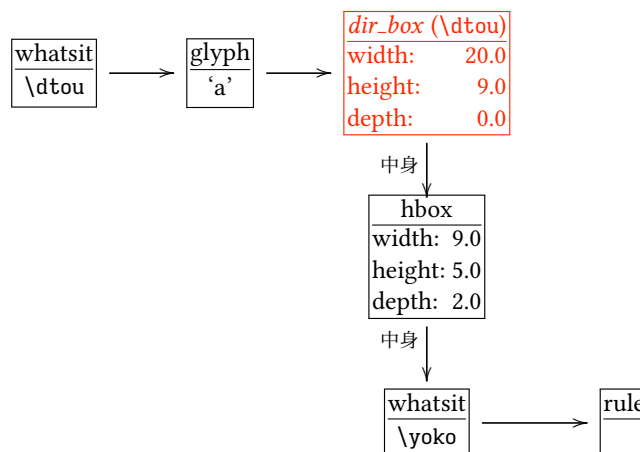 whatsit
\dtou
glyph
‘a’
dir_box (\dtou)
width: 20.0
height: 9.0
depth: 0.0
中身
hbox
width: 9.0
height: 5.0
depth: 2.0
中身
whatsit
\yoko
rule